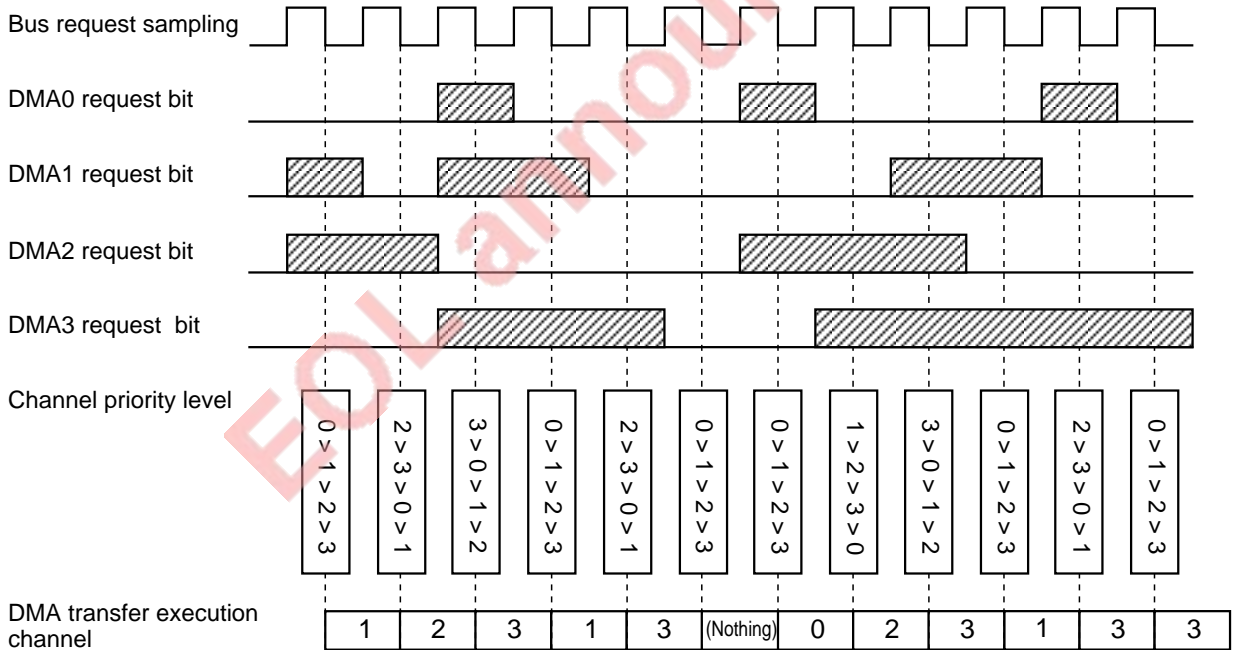 Bus request sampling
DMA0 request bit
DMA1 request bit
DMA2 request bit
DMA3 request bit
Channel priority level
0 > 1 > 2 > 3
2 > 3 > 0 > 1
3 > 0 > 1 > 2
0 > 1 > 2 > 3
2 > 3 > 0 > 1
0 > 1 > 2 > 3
0 > 1 > 2 > 3
1 > 2 > 3 > 0
3 > 0 > 1 > 2
0 > 1 > 2 > 3
2 > 3 > 0 > 1
0 > 1 > 2 > 3
DMA transfer execution
channel
1 2 3 1 3 (Nothing) 0 2 3 1 3 3
EOL annou